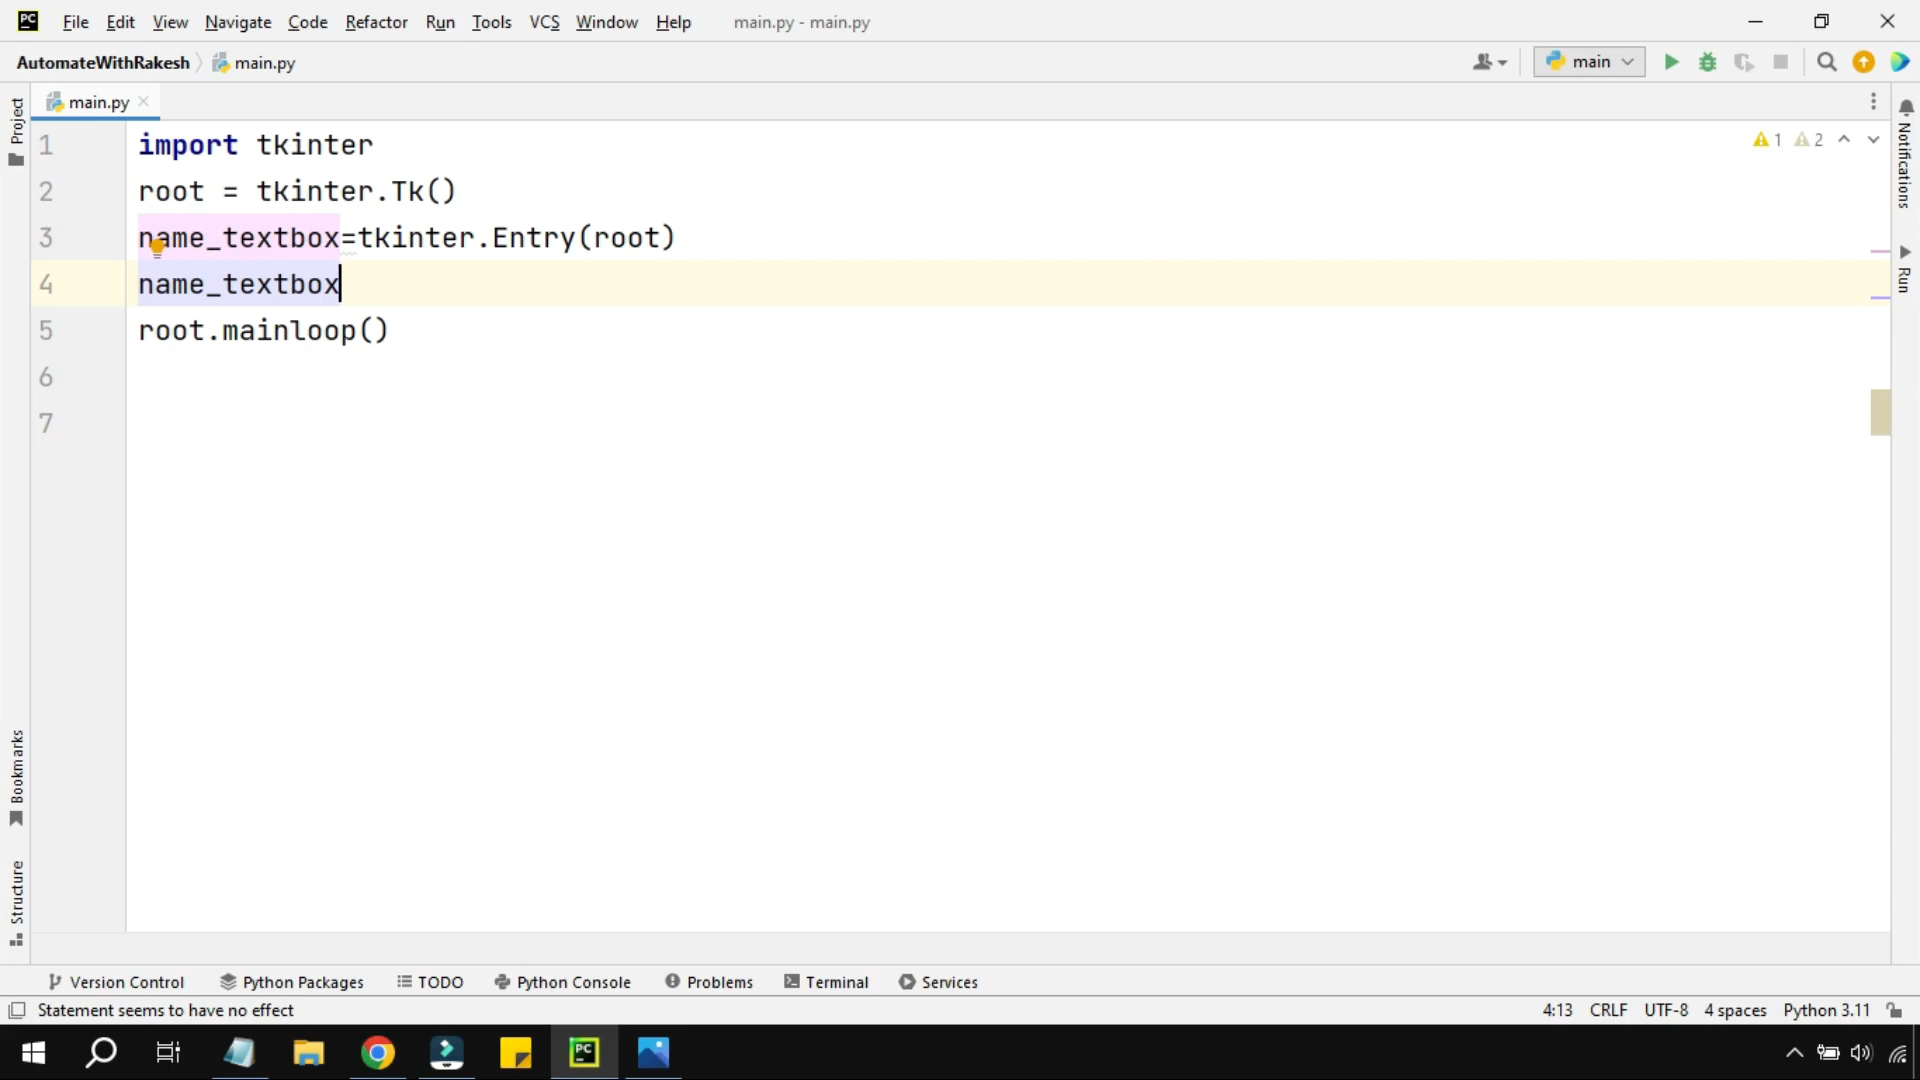 PC File Edit View Navigate Code Refactor Run Tools VCS Window Help main.py - main.py
AutomateWithRakesh main.py main
main.py
Project
Notifications
Run
Bookmarks
Structure
1 import tkinter
2 root = tkinter.Tk()
3 name_textbox=tkinter.Entry(root)
4 name_textbox
5 root.mainloop()
6
7
1 2
Version Control Python Packages TODO Python Console Problems Terminal Services
Statement seems to have no effect 4:13 CRLF UTF-8 4 spaces Python 3.11
PC